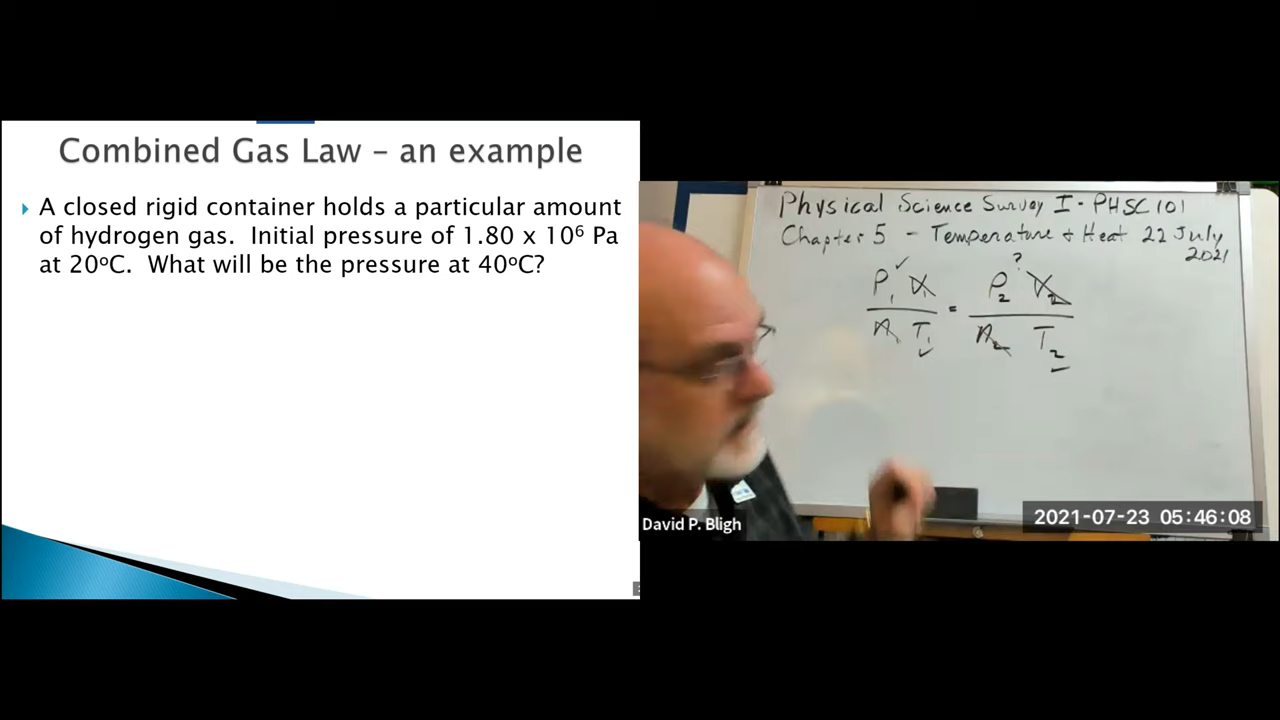 Combined Gas Law – an example
A closed rigid container holds a particular amount
of hydrogen gas. Initial pressure of 1.80 x 10⁶ Pa
at 20ºC. What will be the pressure at 40ºC?
Physical Science Survey I - PHSC 101
Chapter 5 - Temperature + Heat 22 July
2021
P₁ V₁ = P₂ V₂
n₁ T₁ n₂ T₂
?
David P. Bligh
2021-07-23 05:46:08